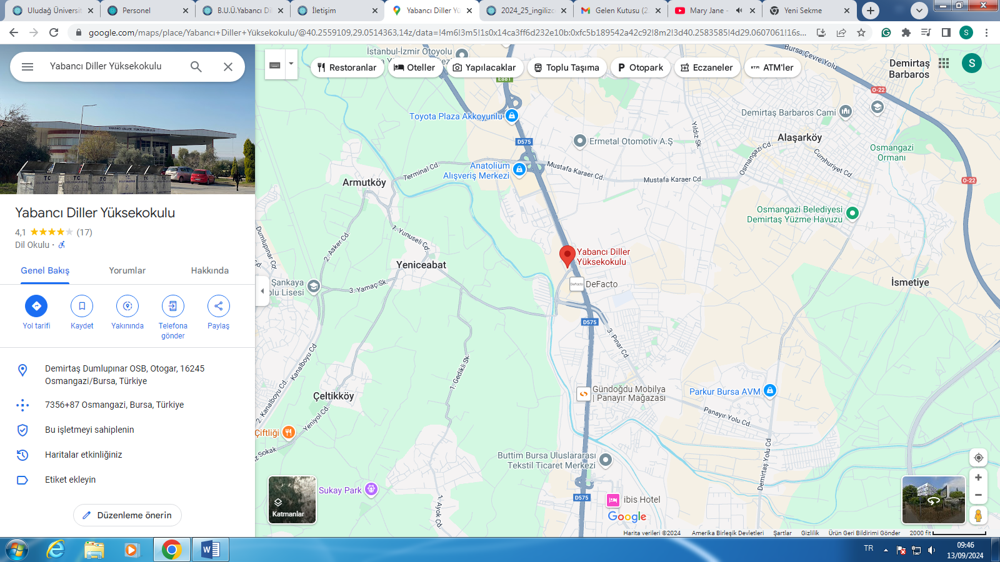 Uludağ Üniversit
Personel
B.U.Ü.Yabancı Di
İletişim
Yabancı Diller Yü
2024_25_ingilizce
Gelen Kutusu (2.
Mary Jane -
Yeni Sekme
google.com/maps/place/Yabancı+Diller+Yüksekokulu/@40.2559109,29.0514363,14z/data=!4m6!3m5!1s0x14ca3ff6d232e10b:0xfc5b189542a42c92!8m2!3d40.2583585!4d29.0607061!16s...
S
Yabancı Diller Yüksekokulu
YABANCI DİLLER YÜKSEKOKULU
TC
TC
TC
TC
Yabancı Diller Yüksekokulu
4,1 (17)
Dil Okulu ·
Genel Bakış
Yorumlar
Hakkında
Yol tarifi
Kaydet
Yakınında
Telefona
gönder
Paylaş
Demirtaş Dumlupınar OSB, Otogar, 16245
Osmangazi/Bursa, Türkiye
7356+87 Osmangazi, Bursa, Türkiye
Bu işletmeyi sahiplenin
Haritalar etkinliğiniz
Etiket ekleyin
Düzenleme önerin
İstanbul-İzmir Otoyolu
Restoranlar
Oteller
Yapılacaklar
Toplu Taşıma
Otopark
Eczaneler
ATM'ler
S
Bursa Çevre Yolu
Demirtaş
Barbaros
E881
O-22
Toyota Plaza Akkoyunlu
Demirtaş Barbaros Cami
Yıldız Sk.
Alaşarköy
D575
Ermetal Otomotiv A.Ş
Osmangazi Cd.
Cumhuriyet Cd.
Osmangazi
Ormanı
Anatolium
Alışveriş Merkezi
Terminal Cd.
Mustafa Karaer Cd.
Mustafa Karaer Cd.
O-22
Armutköy
Osmangazi Belediyesi
Demirtaş Yüzme Havuzu
1. Yunuseli Cd.
Dumlupınar Cd.
2. Asker Cd.
Yabancı Diller
Yüksekokulu
Yeniceabat
DeFacto
DeFacto
İsmetiye
Şankaya
olu Lisesi
3. Yamaç Sk.
D575
3. Pınar Cd.
2. Kanalboyu Cd.
Kanalboyu Cd.
1. Gedikli Sk.
Çeltikköy
Yeniyol Cd.
Gündoğdu Mobilya
| Panayır Mağazası
Parkur Bursa AVM
Panayır Yolu Cd.
Çiftliği
Sokak
Buttim Bursa Uluslararası
Tekstil Ticaret Merkezi
Demirtaş Yolu Cd.
Sukay Park
1. Ayok Cd.
D575
ibis Hotel
Katmanlar
Google
Harita verileri ©2024
Amerika Birleşik Devletleri
Şartlar
Gizlilik
Ürün Geri Bildirimi Gönder
2000 fit
TR
09:46
13/09/2024